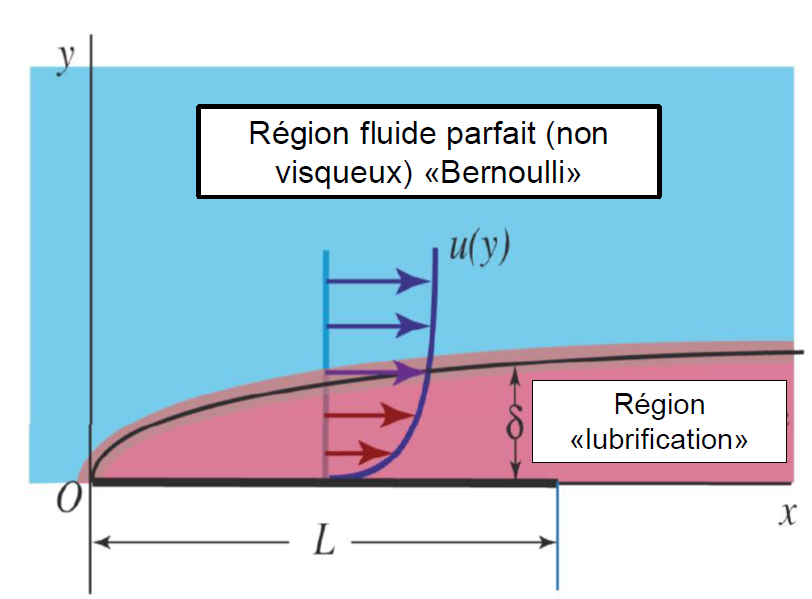 y
Région fluide parfait (non
visqueux) «Bernoulli»
u(y)
δ
Région
«lubrification»
O
x
L